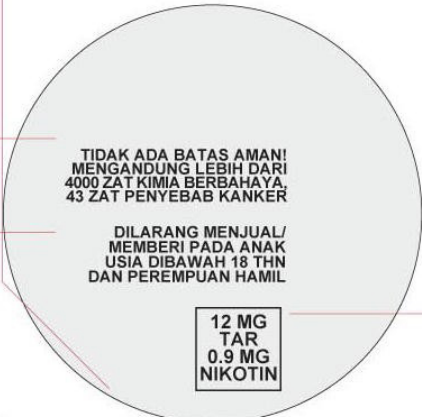 TIDAK ADA BATAS AMAN!
MENGANDUNG LEBIH DARI
4000 ZAT KIMIA BERBAHAYA,
43 ZAT PENYEBAB KANKER
DILARANG MENJUAL/
MEMBERI PADA ANAK
USIA DIBAWAH 18 THN
DAN PEREMPUAN HAMIL
12 MG
TAR
0.9 MG
NIKOTIN